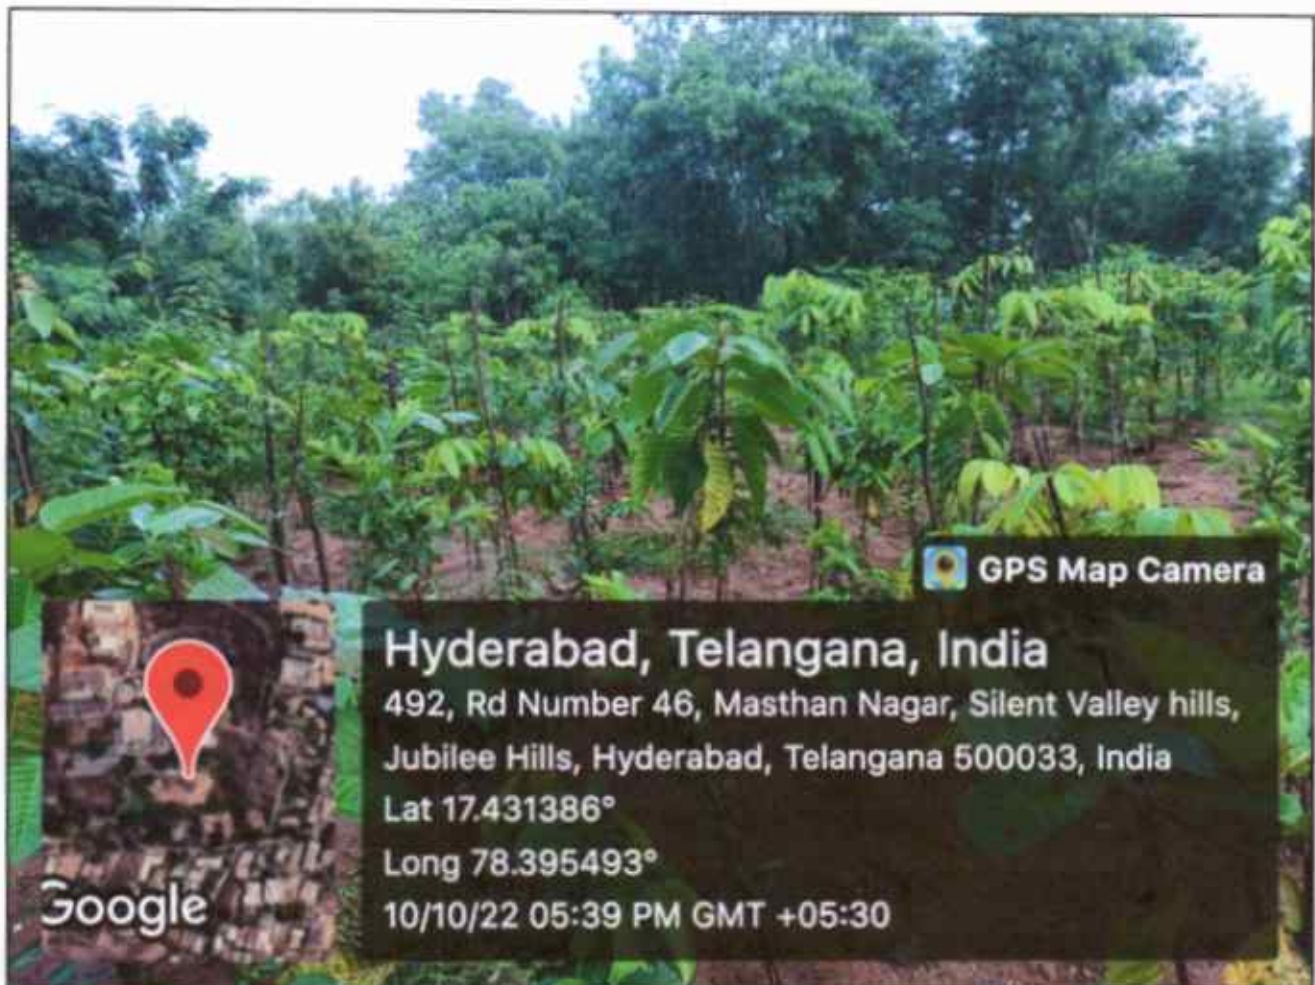 GPS Map Camera
Hyderabad, Telangana, India
492, Rd Number 46, Masthan Nagar, Silent Valley hills,
Jubilee Hills, Hyderabad, Telangana 500033, India
Lat 17.431386°
Long 78.395493°
10/10/22 05:39 PM GMT +05:30
Google